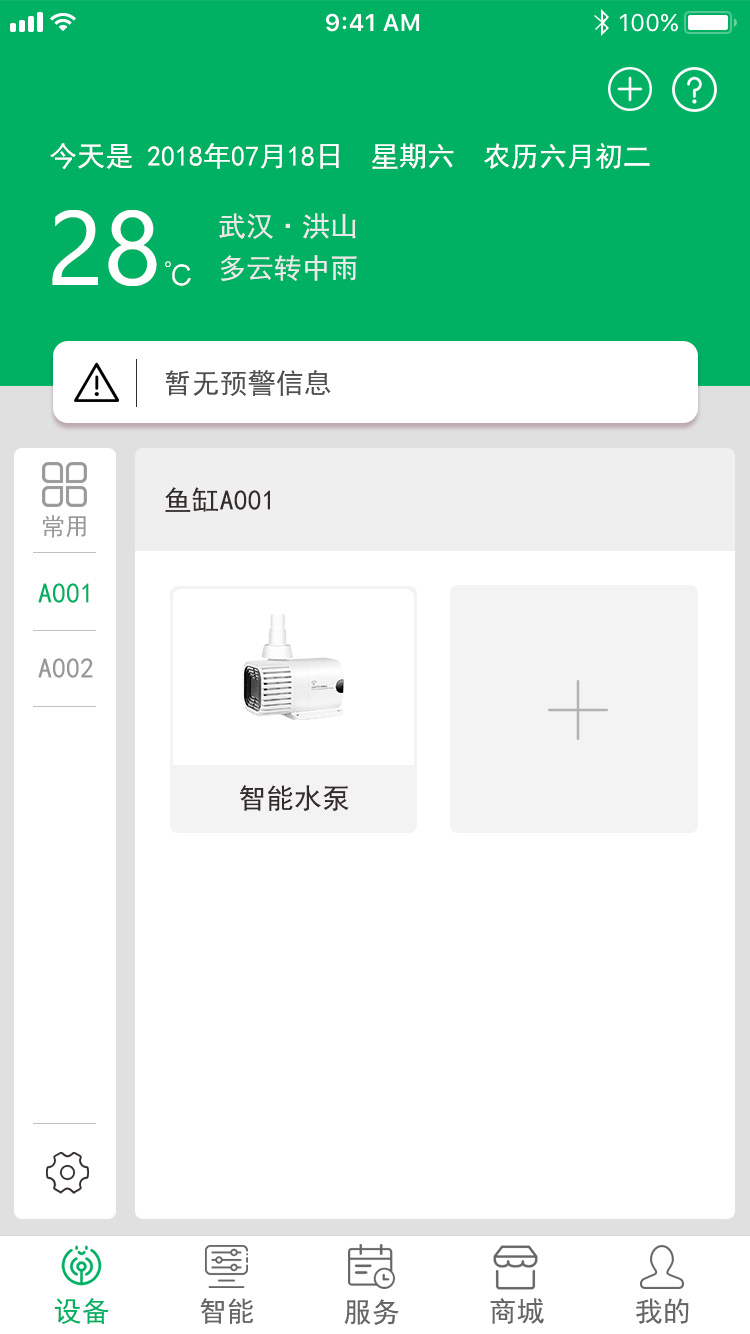 9:41 AM 100%
今天是 2018年07月18日 星期六 农历六月初二
28℃
武汉·洪山
多云转中雨
暂无预警信息
常用
A001
A002
鱼缸A001
智能水泵
设备 智能 服务 商城 我的